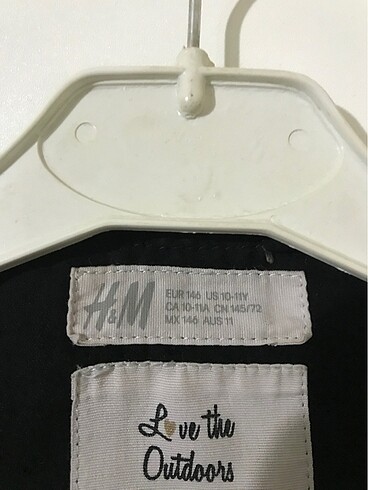 H&M
EUR 146 US 10-11Y
CA 10-11A CN 145/72
MX 146 AUS 11
Love the
Outdoors